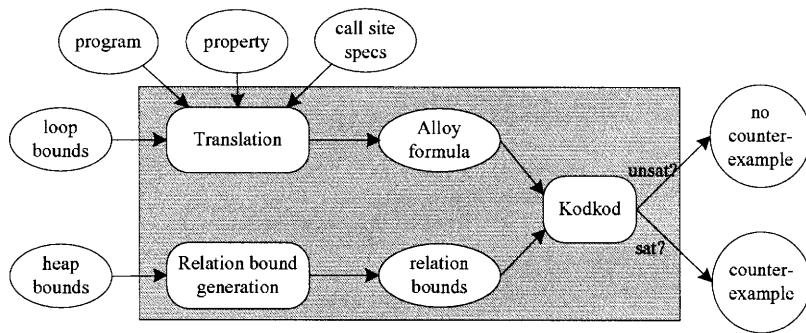 program
property
call site
specs
loop
bounds
Translation
Alloy
formula
no
counter-
example
unsat?
Kodkod
sat?
heap
bounds
Relation bound
generation
relation
bounds
counter-
example